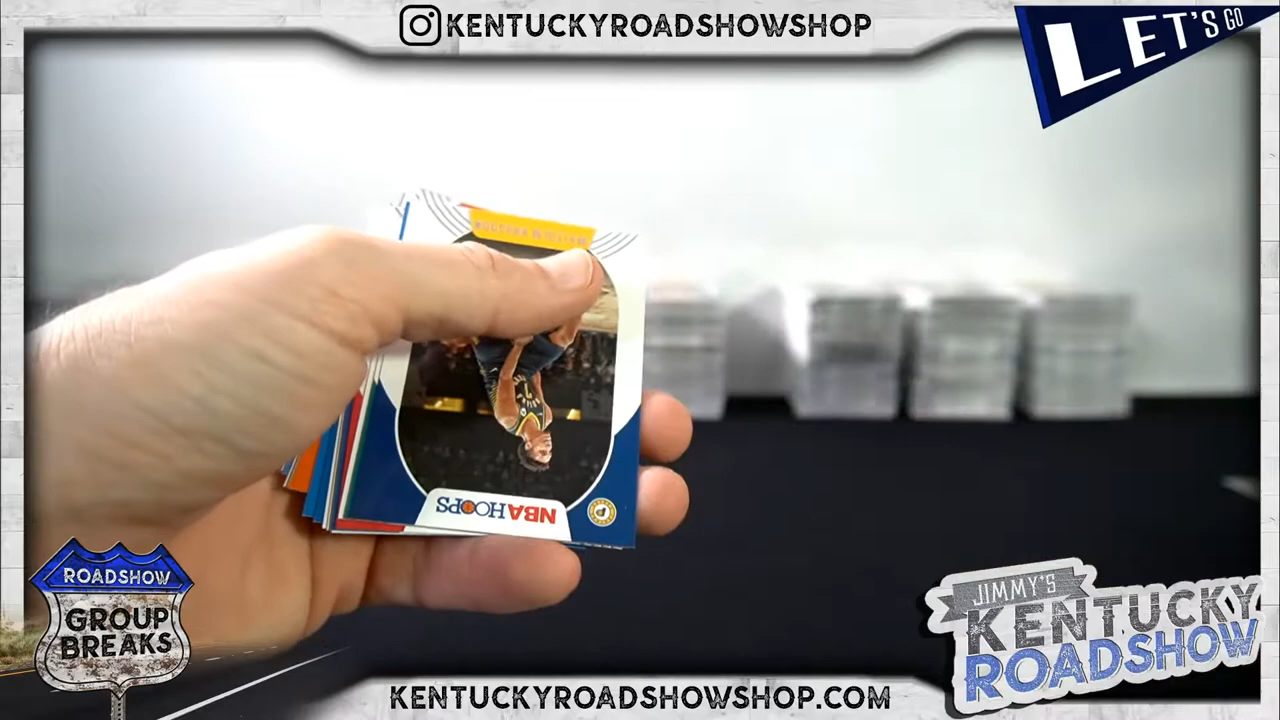 KENTUCKYROADSHOWSHOP
LET'S GO
NBA HOOPS
ROADSHOW
GROUP
BREAKS
JIMMY'S
KENTUCKY
ROADSHOW
KENTUCKYROADSHOWSHOP.COM